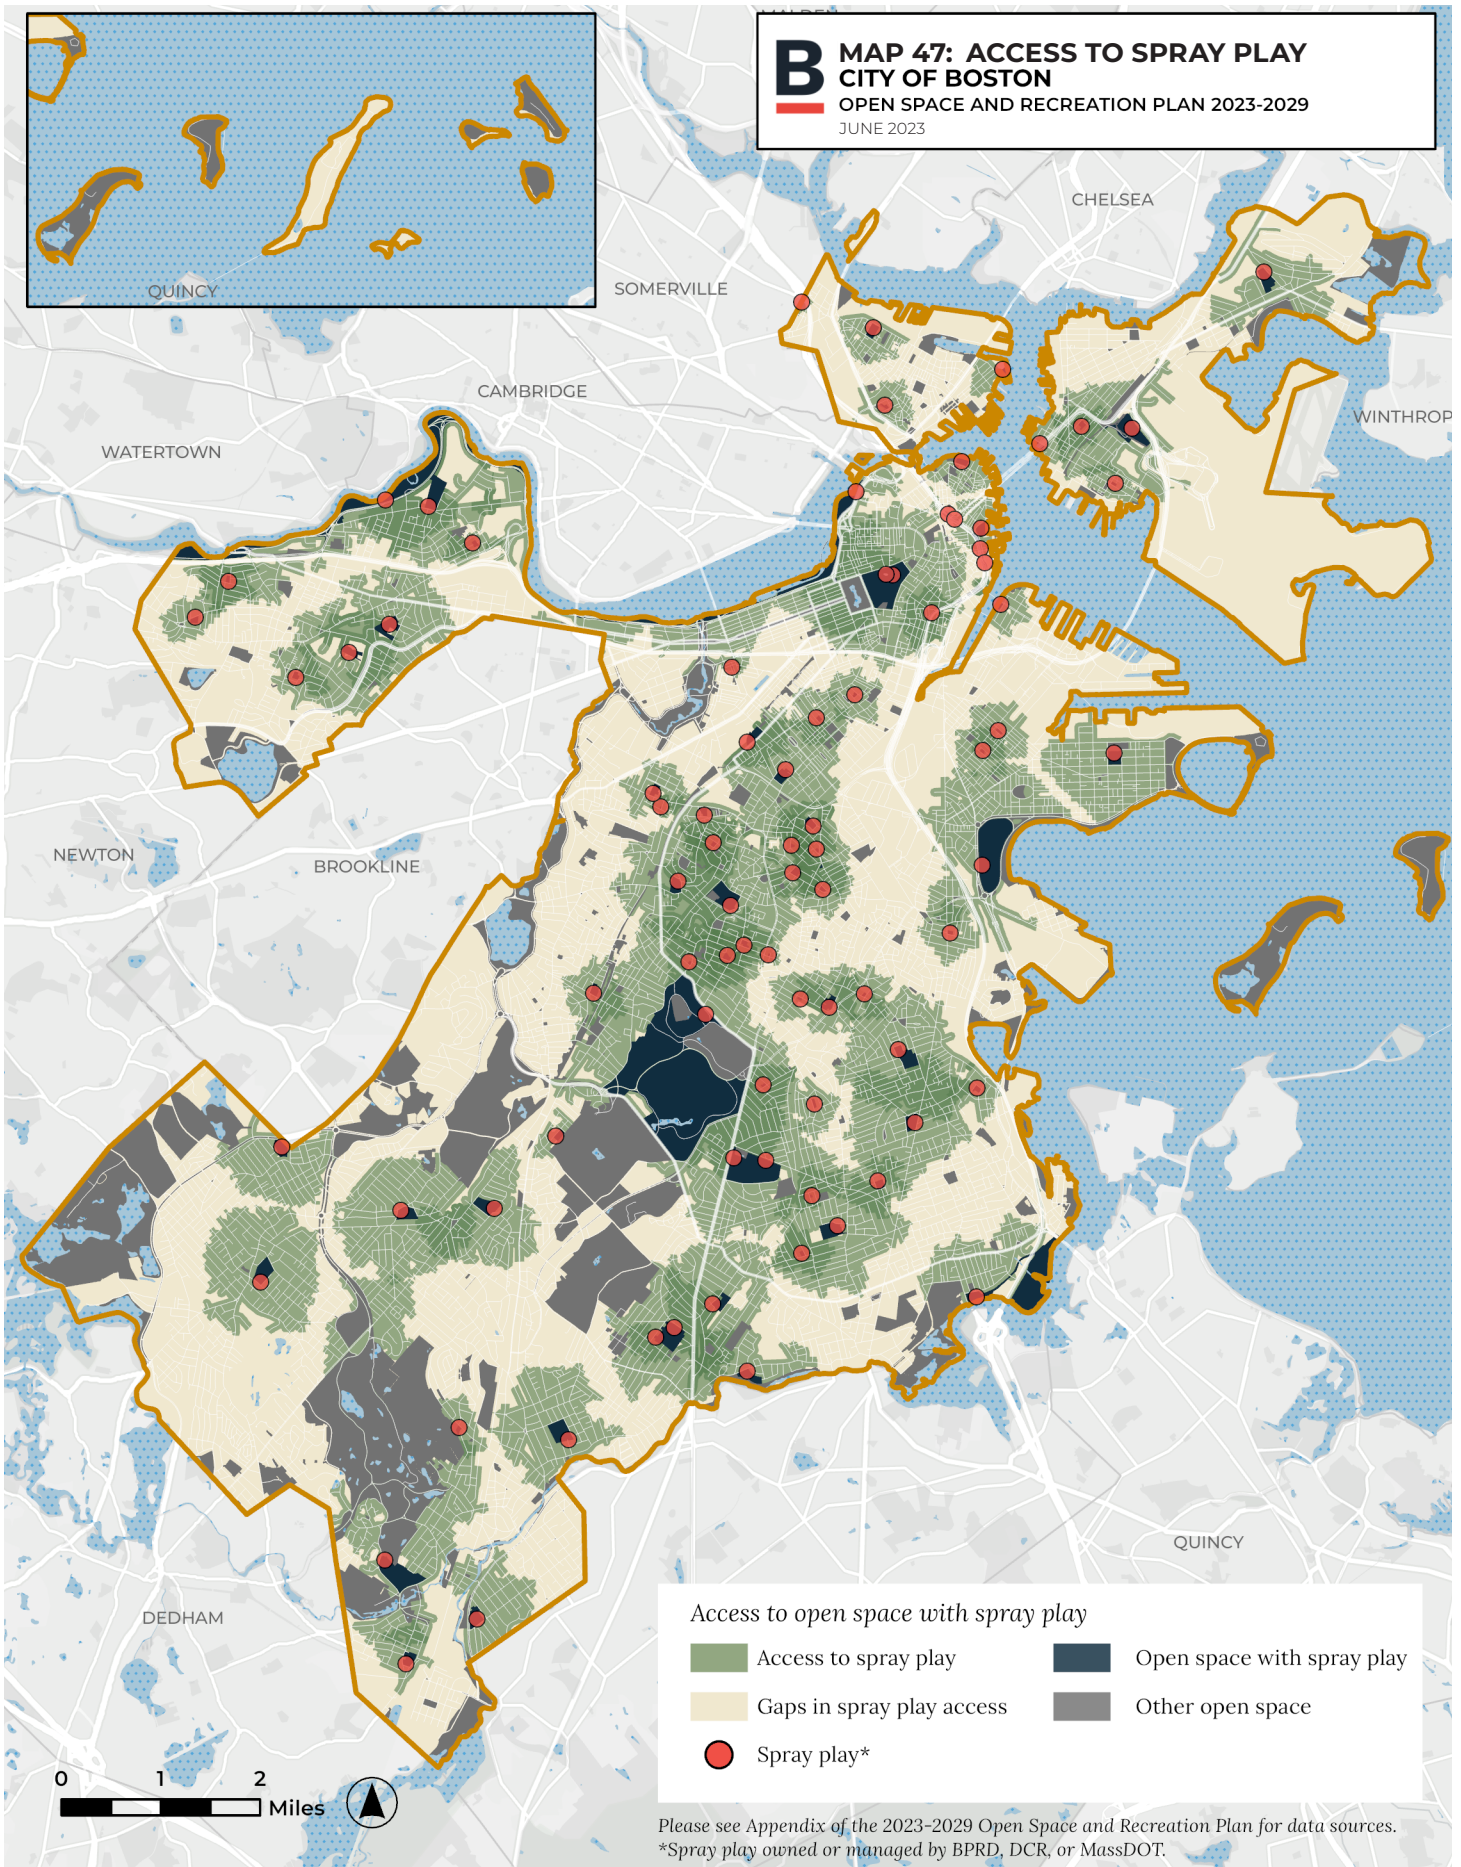 MALDEN
B
MAP 47: ACCESS TO SPRAY PLAY
CITY OF BOSTON
OPEN SPACE AND RECREATION PLAN 2023-2029
JUNE 2023
CHELSEA
QUINCY
SOMERVILLE
CAMBRIDGE
WINTHROP
WATERTOWN
NEWTON
BROOKLINE
QUINCY
DEDHAM
Access to open space with spray play
Access to spray play
Open space with spray play
Gaps in spray play access
Other open space
Spray play*
0 1 2
Miles
Please see Appendix of the 2023-2029 Open Space and Recreation Plan for data sources.
*Spray play owned or managed by BPRD, DCR, or MassDOT.